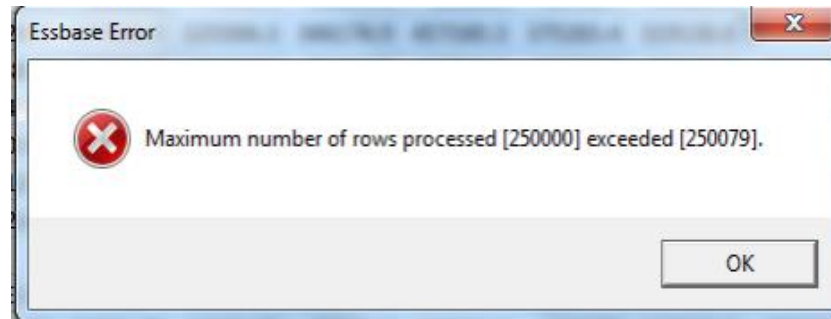 Essbase Error
Maximum number of rows processed [250000] exceeded [250079].
OK